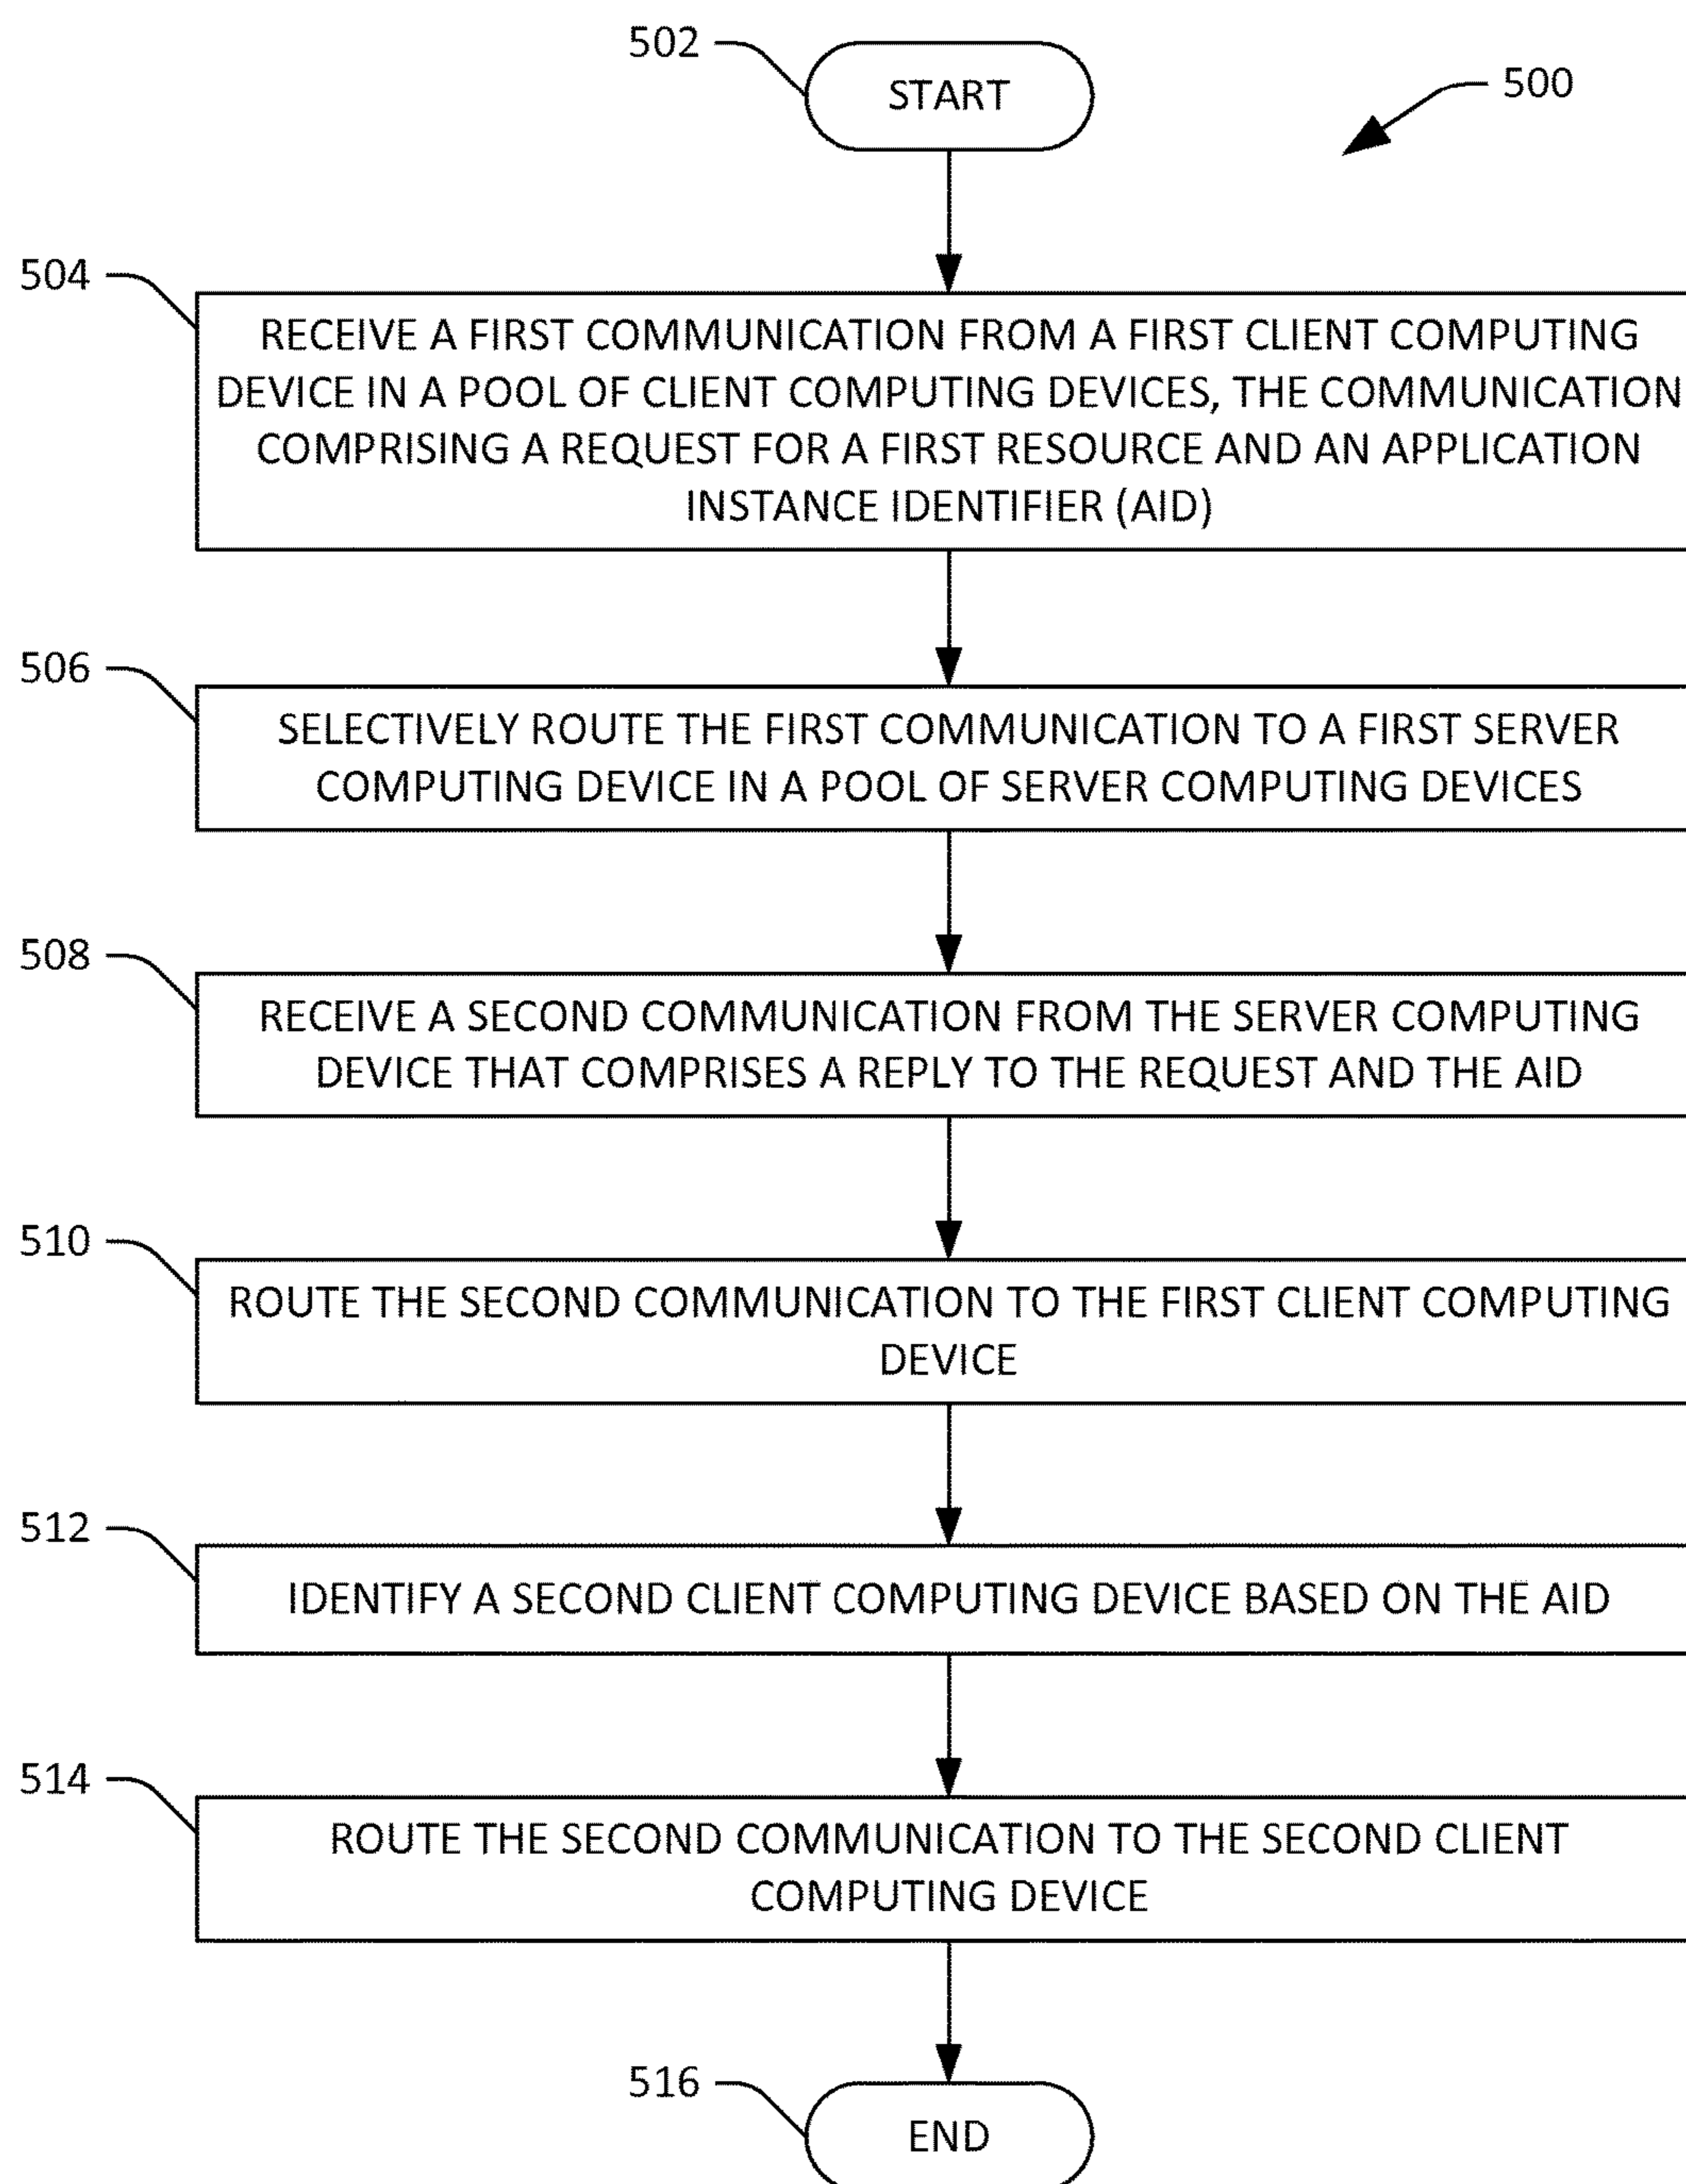 502
START
500
504
RECEIVE A FIRST COMMUNICATION FROM A FIRST CLIENT COMPUTING
DEVICE IN A POOL OF CLIENT COMPUTING DEVICES, THE COMMUNICATION
COMPRISING A REQUEST FOR A FIRST RESOURCE AND AN APPLICATION
INSTANCE IDENTIFIER (AID)
506
SELECTIVELY ROUTE THE FIRST COMMUNICATION TO A FIRST SERVER
COMPUTING DEVICE IN A POOL OF SERVER COMPUTING DEVICES
508
RECEIVE A SECOND COMMUNICATION FROM THE SERVER COMPUTING
DEVICE THAT COMPRISES A REPLY TO THE REQUEST AND THE AID
510
ROUTE THE SECOND COMMUNICATION TO THE FIRST CLIENT COMPUTING
DEVICE
512
IDENTIFY A SECOND CLIENT COMPUTING DEVICE BASED ON THE AID
514
ROUTE THE SECOND COMMUNICATION TO THE SECOND CLIENT
COMPUTING DEVICE
516
END